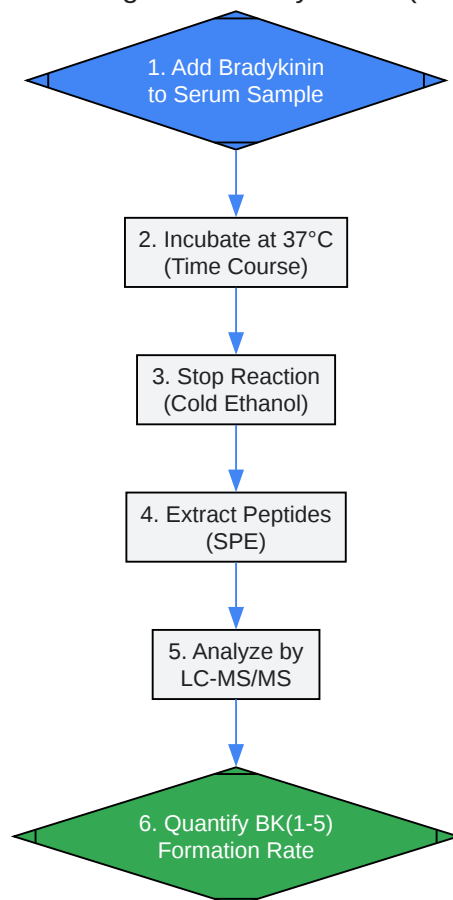 1. Add Bradykinin
to Serum Sample
2. Incubate at 37°C
(Time Course)
3. Stop Reaction
(Cold Ethanol)
4. Extract Peptides
(SPE)
5. Analyze by
LC-MS/MS
6. Quantify BK(1-5)
Formation Rate